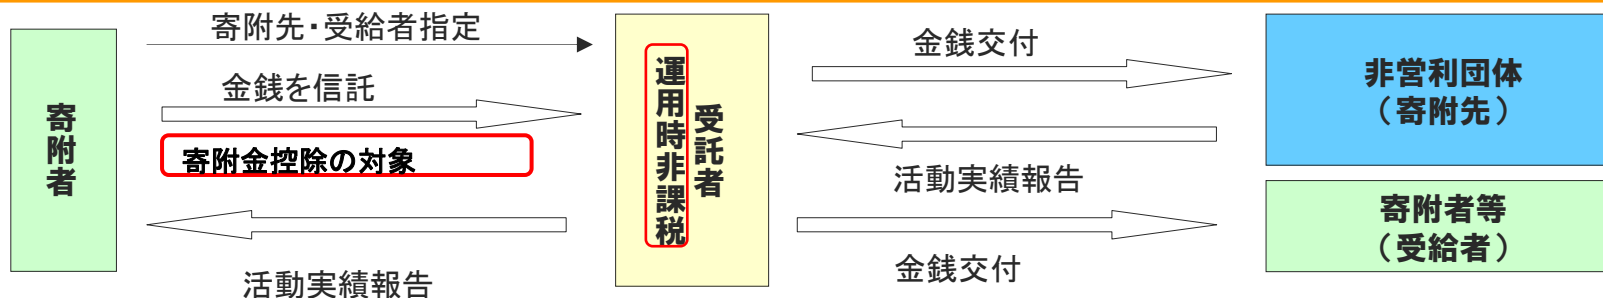 寄附者
寄附先・受給者指定
金銭を信託
寄附金控除の対象
活動実績報告
受託者
運用時非課税
金銭交付
活動実績報告
金銭交付
非営利団体
（寄附先）
寄附者等
（受給者）